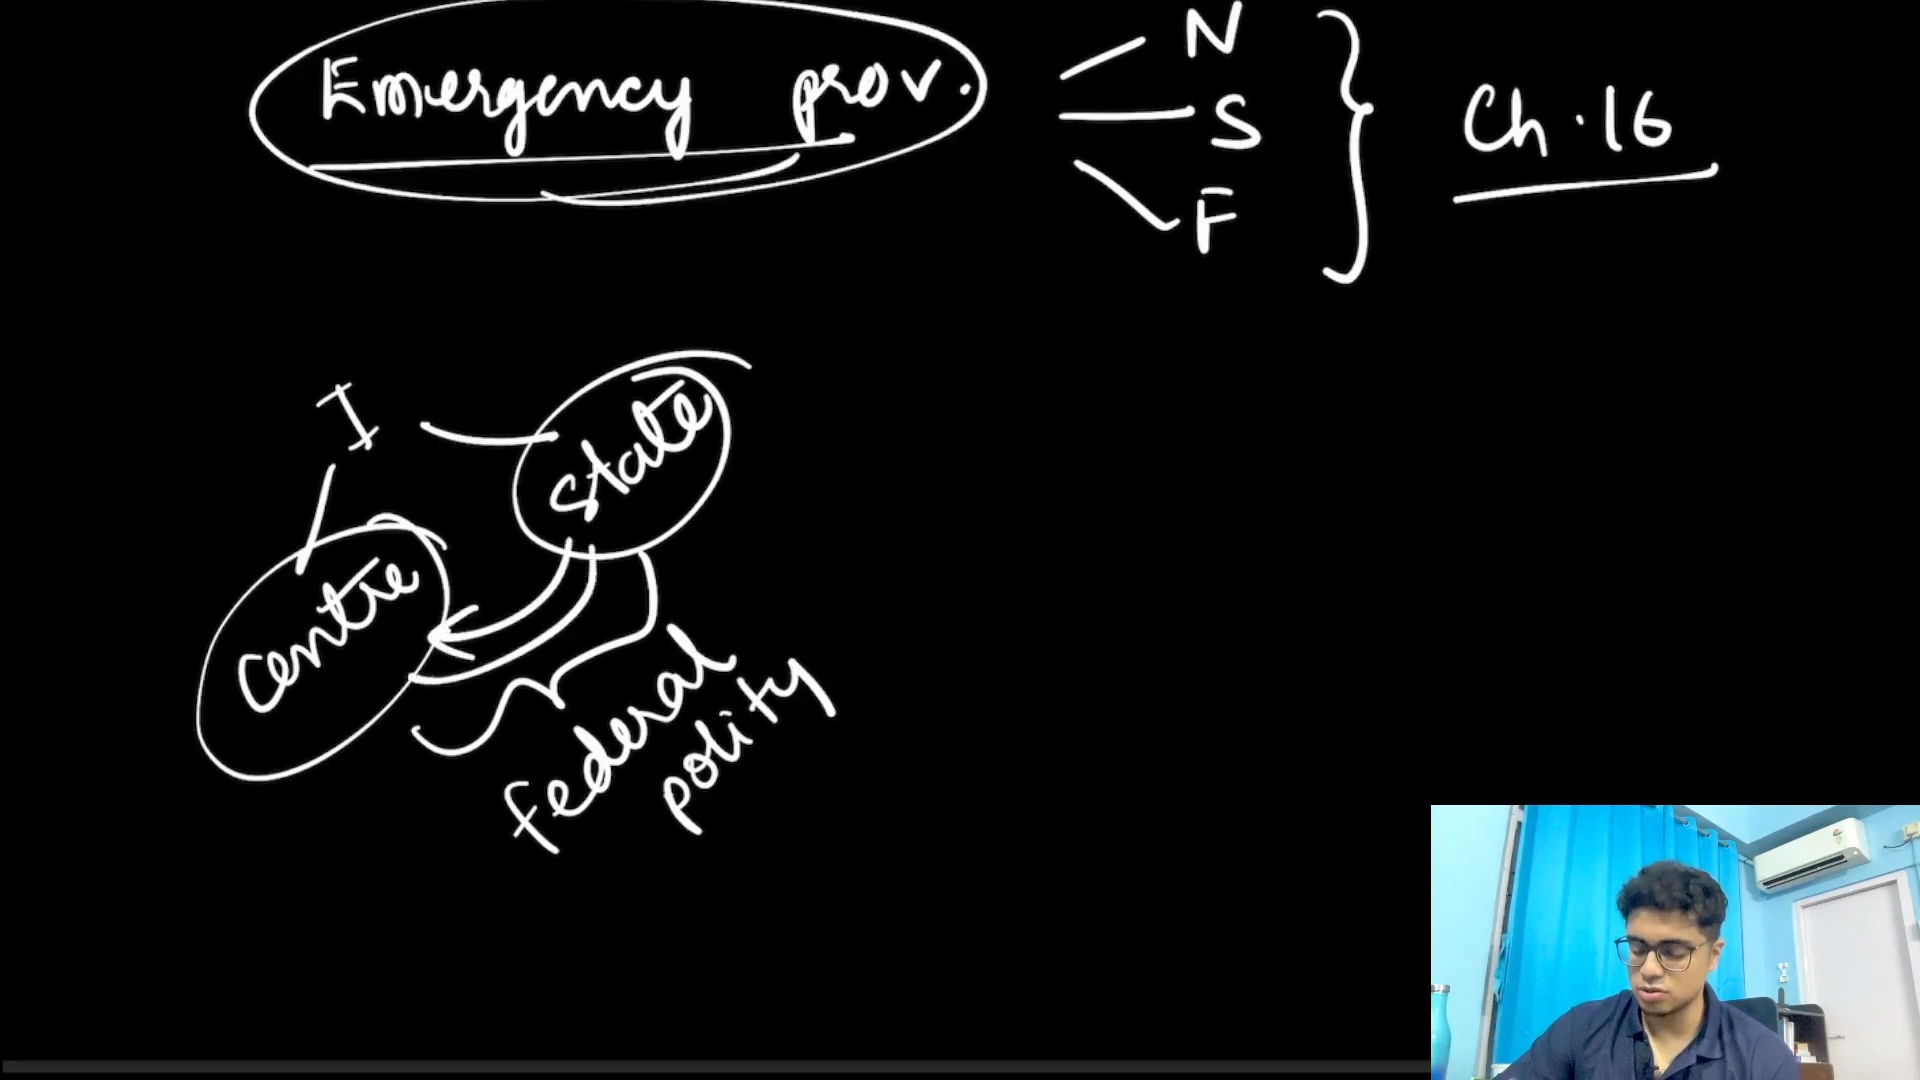 Emergency prov.
N
S
F
Ch. 16
I
state
centre
federal
polity